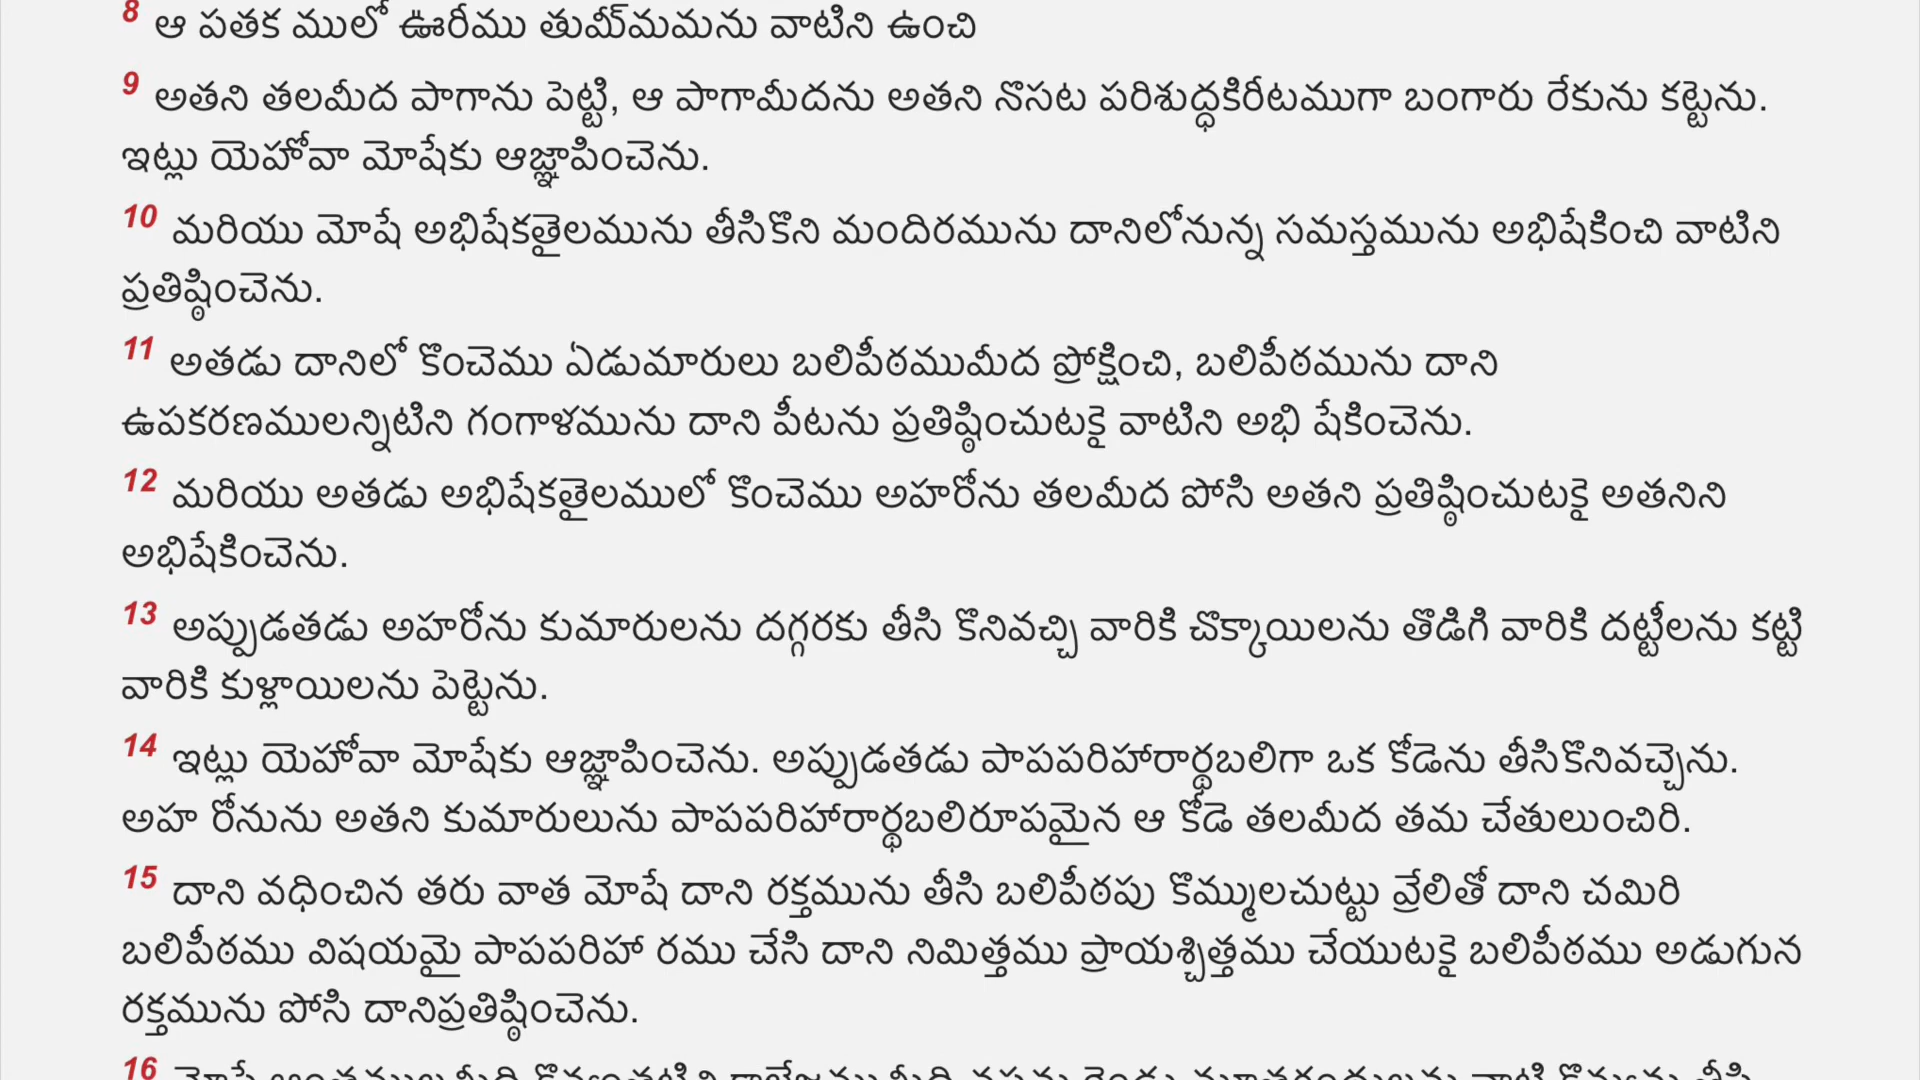 8 ఆ పతక ములో ఊరీము తుమీ్మమను వాటిని ఉంచి
9 అతని తలమీద పాగాను పెట్టి, ఆ పాగామీదను అతని నొసట పరిశుద్ధకిరీటముగా బంగారు రేకును కట్టెను.
ఇట్లు యెహోవా మోషేకు ఆజ్ఞాపించెను.
10 మరియు మోషే అభిషేకతైలమును తీసికొని మందిరమును దానిలోనున్న సమస్తమును అభిషేకించి వాటిని
ప్రతిష్ఠించెను.
11 అతడు దానిలో కొంచెము ఏడుమారులు బలిపీఠముమీద ప్రోక్షించి, బలిపీఠమును దాని
ఉపకరణములన్నిటిని గంగాళమును దాని పీటను ప్రతిష్ఠించుటకై వాటిని అభి షేకించెను.
12 మరియు అతడు అభిషేకతైలములో కొంచెము అహరోను తలమీద పోసి అతని ప్రతిష్ఠించుటకై అతనిని
అభిషేకించెను.
13 అప్పుడతడు అహరోను కుమారులను దగ్గరకు తీసి కొనివచ్చి వారికి చొక్కాయిలను తొడిగి వారికి దట్టీలను కట్టి
వారికి కుళ్లాయిలను పెట్టెను.
14 ఇట్లు యెహోవా మోషేకు ఆజ్ఞాపించెను. అప్పుడతడు పాపపరిహారార్థబలిగా ఒక కోడెను తీసికొనివచ్చెను.
అహ రోనును అతని కుమారులును పాపపరిహారార్థబలిరూపమైన ఆ కోడె తలమీద తమ చేతులుంచిరి.
15 దాని వధించిన తరు వాత మోషే దాని రక్తమును తీసి బలిపీఠపు కొమ్ములచుట్టు వ్రేలితో దాని చమిరి
బలిపీఠము విషయమై పాపపరిహా రము చేసి దాని నిమిత్తము ప్రాయశ్చిత్తము చేయుటకై బలిపీఠము అడుగున
రక్తమును పోసి దానిప్రతిష్ఠించెను.
16